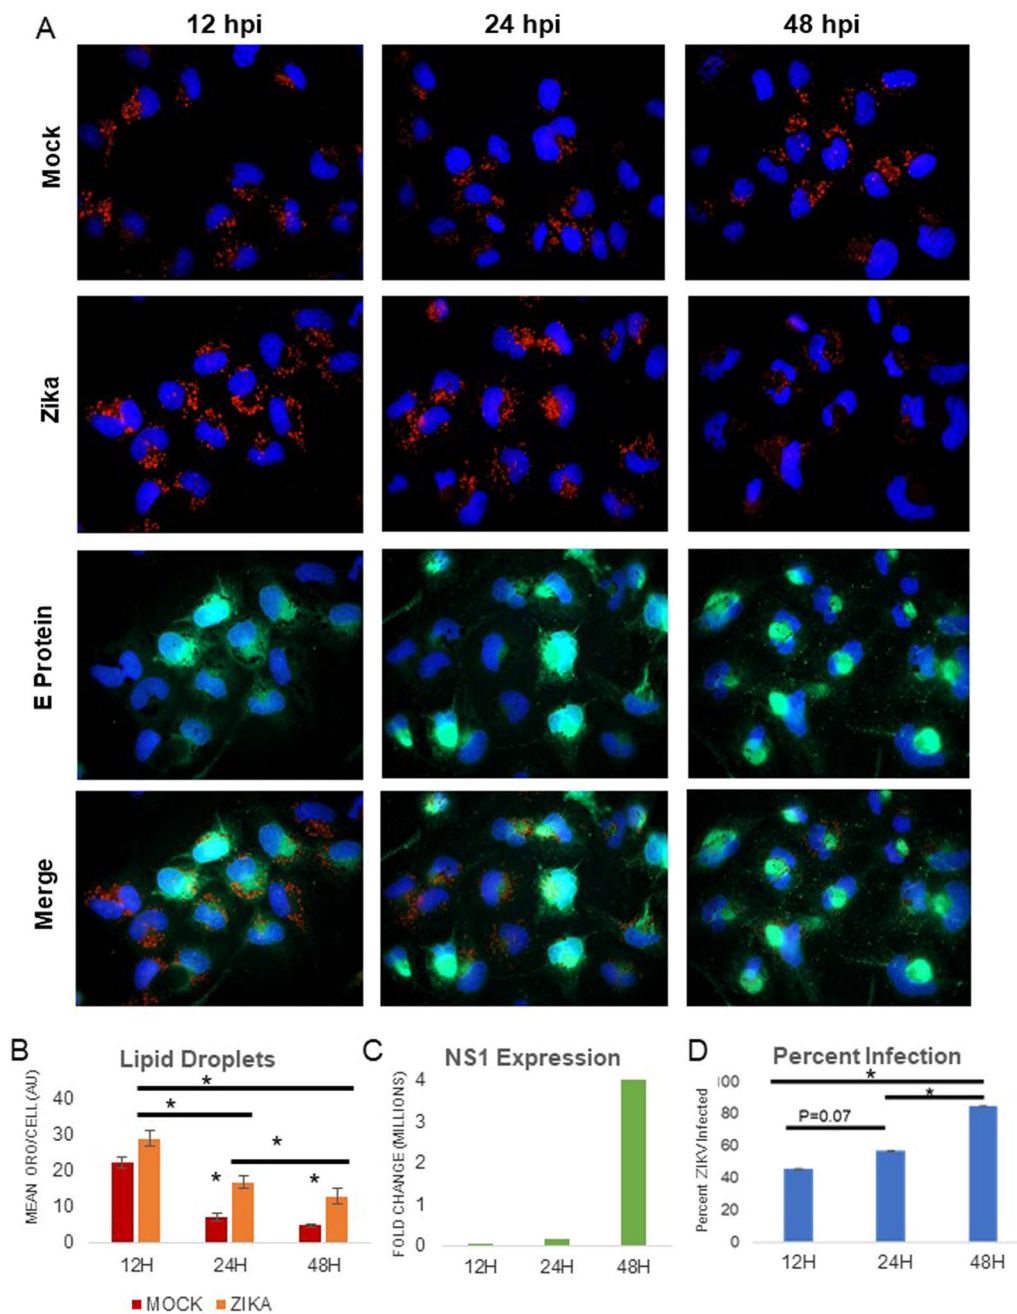 A
12 hpi
24 hpi
48 hpi
Mock
Zika
E Protein
Merge
B
Lipid Droplets
MEAN ORO/CELL (AU)
40
30
20
10
0
*
*
*
*
*
12H
24H
48H
MOCK
ZIKA
C
NS1 Expression
FOLD CHANGE (MILLIONS)
4
2
0
12H
24H
48H
D
Percent Infection
Percent ZIKV Infected
100
80
60
40
20
0
*
*
P=0.07
12H
24H
48H